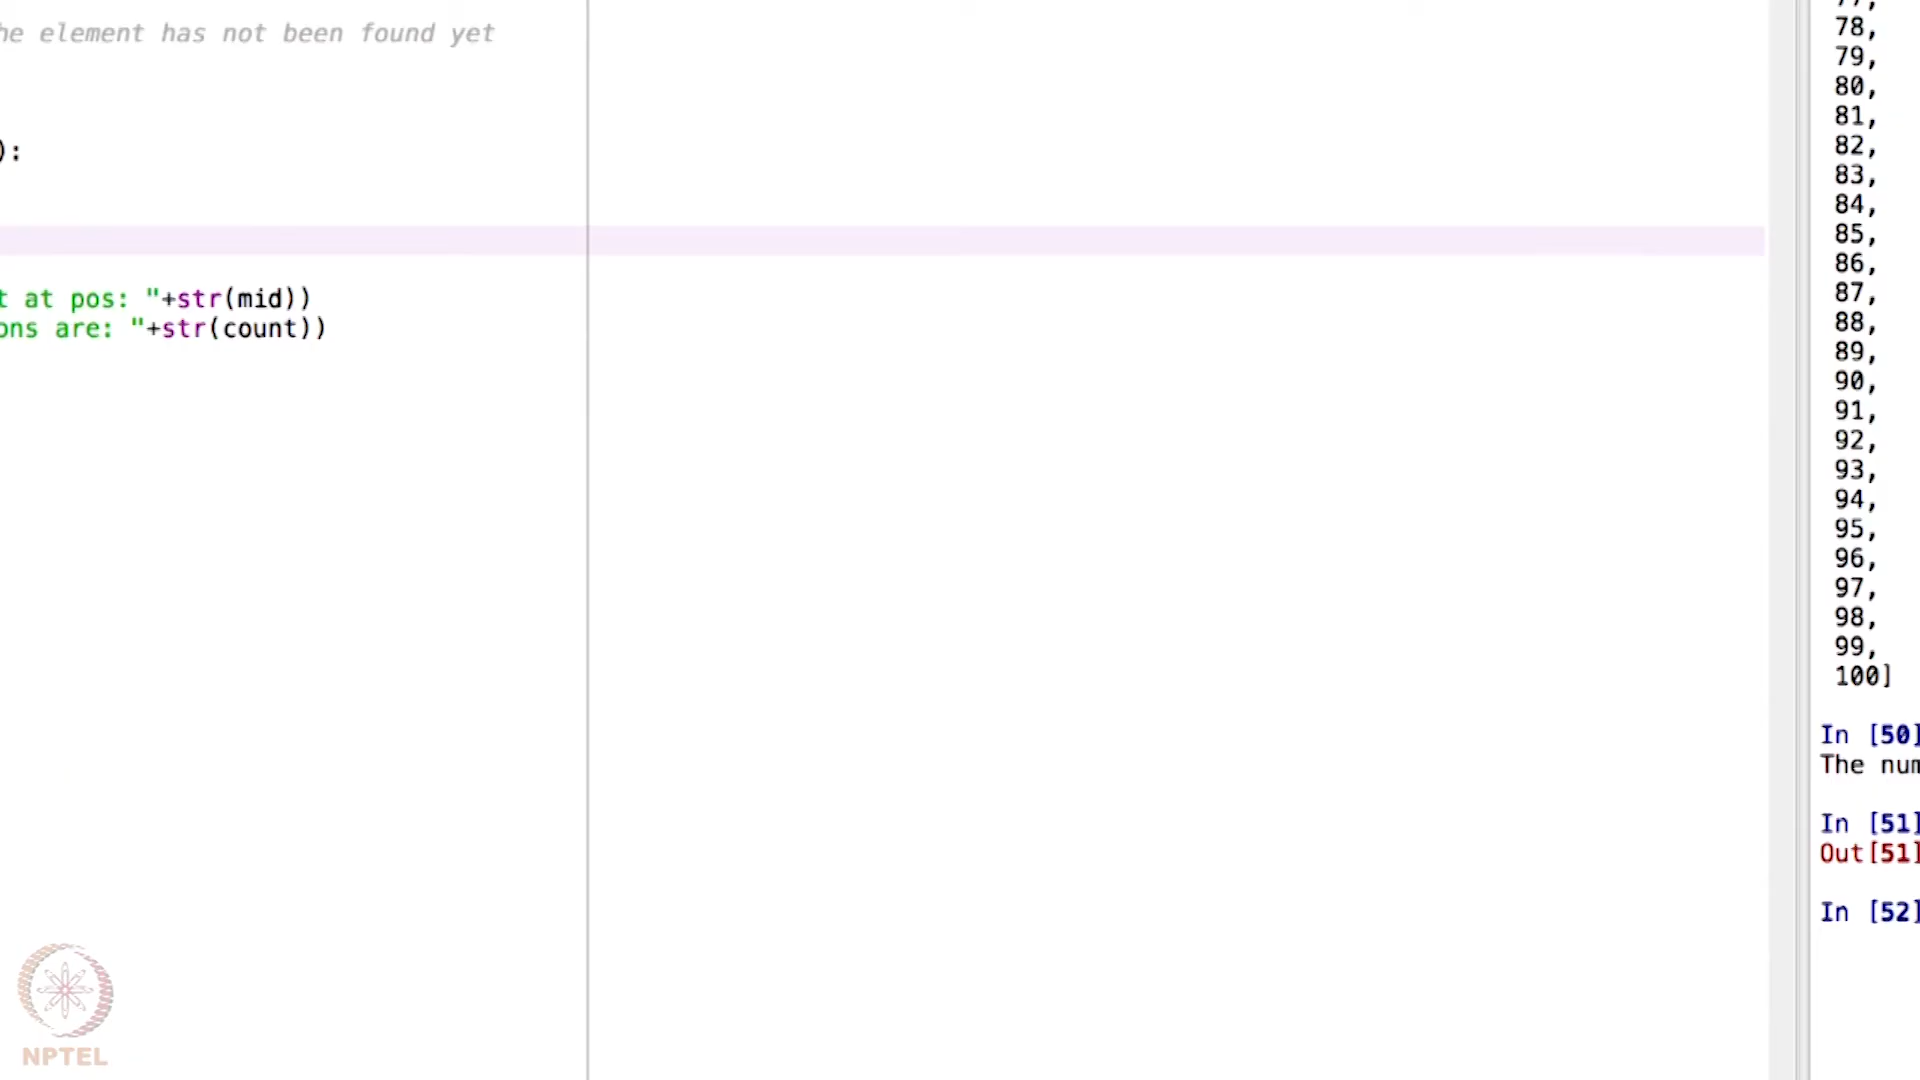 he element has not been found yet
):
t at pos: "+str(mid))
ons are: "+str(count))
77,
78,
79,
80,
81,
82,
83,
84,
85,
86,
87,
88,
89,
90,
91,
92,
93,
94,
95,
96,
97,
98,
99,
100]
In [50]
The num
In [51]
Out[51]
In [52]
NPTEL